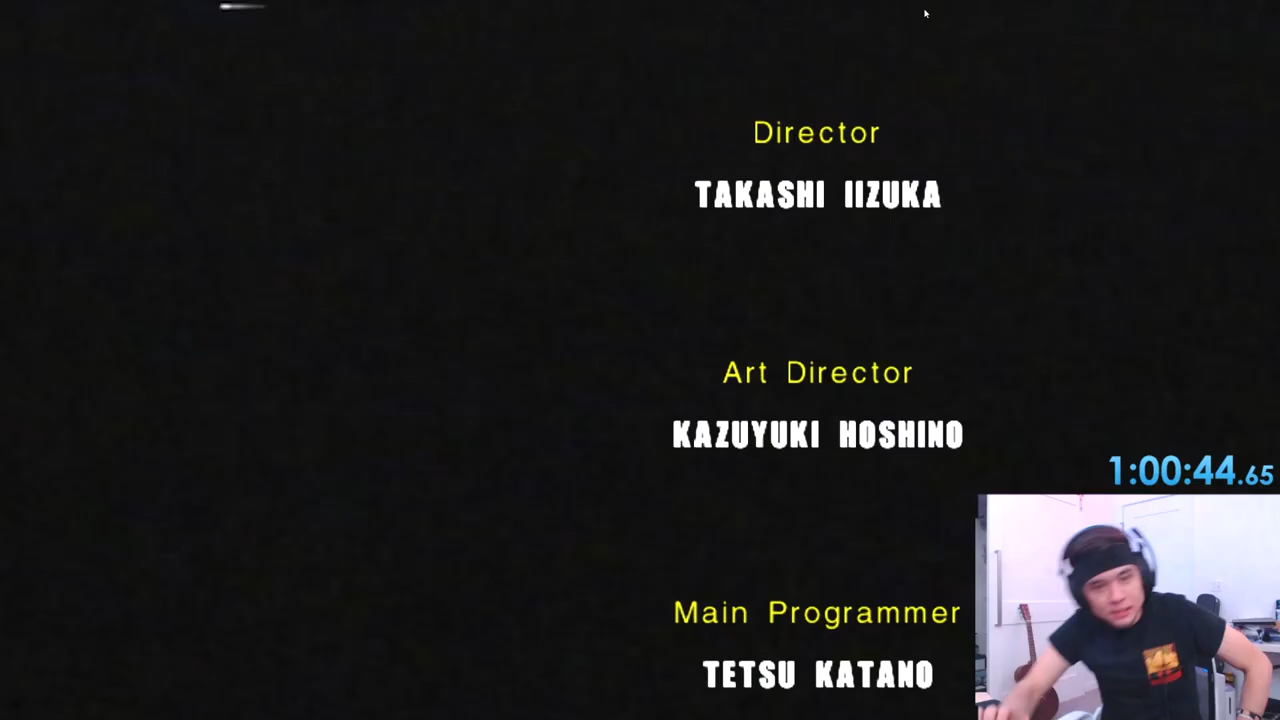 Director
TAKASHI IIZUKA
Art Director
KAZUYUKI HOSHINO
1:00:44.65
Main Programmer
TETSU KATANO